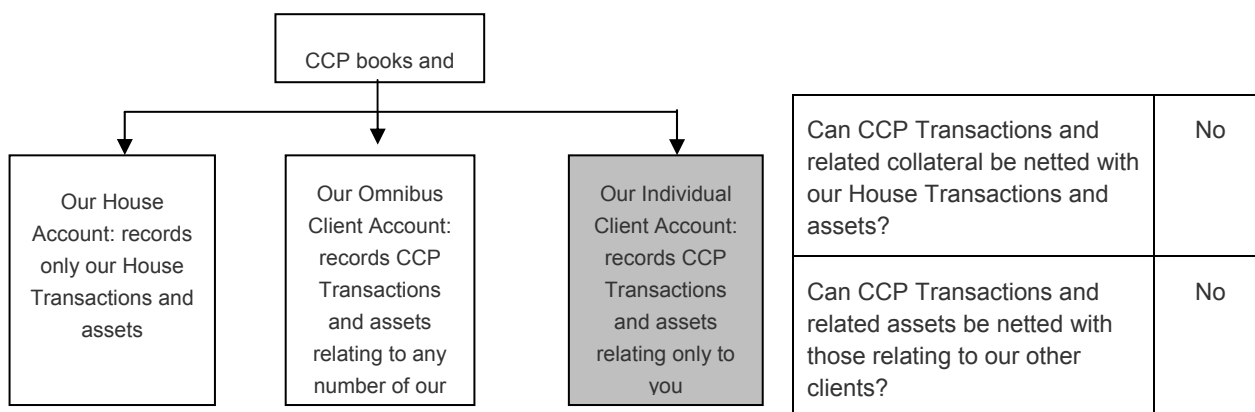 CCP books and
Our House
Account: records
only our House
Transactions and
assets
Our Omnibus
Client Account:
records CCP
Transactions
and assets
relating to any
number of our
Our Individual
Client Account:
records CCP
Transactions
and assets
relating only to
you
Can CCP Transactions and
related collateral be netted with
our House Transactions and
assets?
No
Can CCP Transactions and
related assets be netted with
those relating to our other
clients?
No